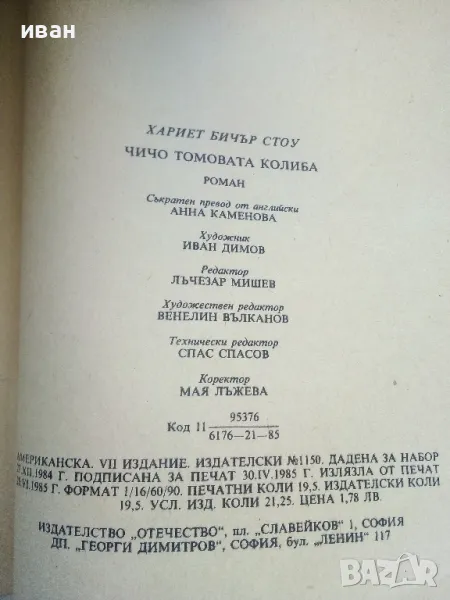 иван
ХАРИЕТ БИЧЪР СТОУ
ЧИЧО ТОМОВАТА КОЛИБА
РОМАН
Съкратен превод от английски
АННА КАМЕНОВА
Художник
ИВАН ДИМОВ
Редактор
ЛЪЧЕЗАР МИШЕВ
Художествен редактор
ВЕНЕЛИН ВЪЛКАНОВ
Технически редактор
СПАС СПАСОВ
Коректор
МАЯ ЛЪЖЕВА
95376
Код 11
6176—21—85
АМЕРИКАНСКА. VII ИЗДАНИЕ. ИЗДАТЕЛСКИ №1150. ДАДЕНА ЗА НАБОР
XII.1984 Г. ПОДПИСАНА ЗА ПЕЧАТ 30.IV.1985 Г. ИЗЛЯЗЛА ОТ ПЕЧАТ
1985 Г. ФОРМАТ 1/16/60/90. ПЕЧАТНИ КОЛИ 19,5. ИЗДАТЕЛСКИ КОЛИ
19,5. УСЛ. ИЗД. КОЛИ 21,25. ЦЕНА 1,78 ЛВ.
ИЗДАТЕЛСТВО „ОТЕЧЕСТВО", пл. „СЛАВЕЙКОВ" 1, СОФИЯ
ДП. „ГЕОРГИ ДИМИТРОВ", СОФИЯ, бул. „ЛЕНИН" 117
bazar